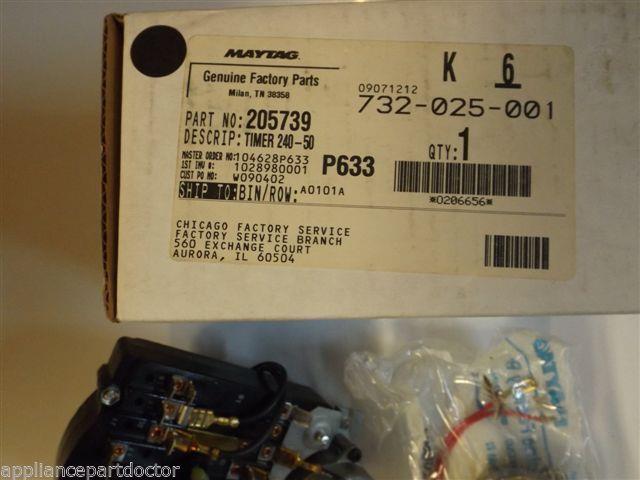 MAYTAG
Genuine Factory Parts
Milan, TN 38358
K 6
09071212
732-025-001
PART NO: 205739
DESCRIP: TIMER 240-50
MASTER ORDER NO: 104628P633
1ST INV #: 1028980001
CUST PO NO: W090402
P633
QTY: 1
SHIP TO: BIN/ROW: A0101A
*0206656*
CHICAGO FACTORY SERVICE
FACTORY SERVICE BRANCH
560 EXCHANGE COURT
AURORA, IL 60504
MAYTAG
appliancepartdoctor